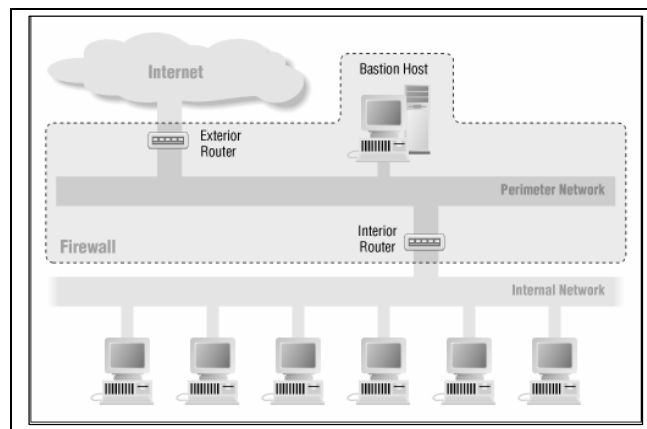 Internet
Bastion Host
Exterior
Router
Perimeter Network
Interior
Router
Firewall
Internal Network